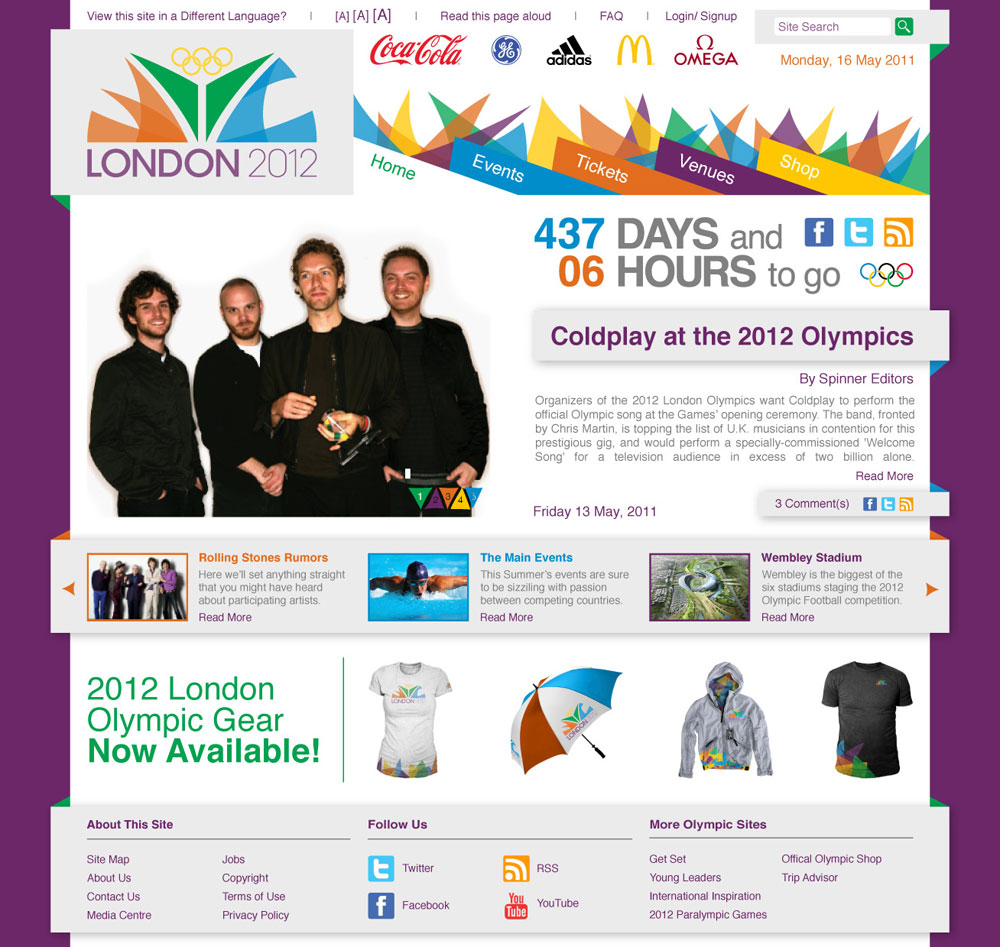 View this site in a Different Language? | [A] [A] [A] | Read this page aloud | FAQ | Login/ Signup
Site Search
Coca-Cola GE adidas M OMEGA
Monday, 16 May 2011
LONDON 2012
Home Events Tickets Venues Shop
437 DAYS and
06 HOURS to go
Coldplay at the 2012 Olympics
By Spinner Editors
Organizers of the 2012 London Olympics want Coldplay to perform the
official Olympic song at the Games' opening ceremony. The band, fronted
by Chris Martin, is topping the list of U.K. musicians in contention for this
prestigious gig, and would perform a specially-commissioned 'Welcome
Song' for a television audience in excess of two billion alone.
Read More
1 2 3 4 5
Friday 13 May, 2011
3 Comment(s)
Rolling Stones Rumors
Here we'll set anything straight
that you might have heard
about participating artists.
Read More
The Main Events
This Summer's events are sure
to be sizziling with passion
between competing countries.
Read More
Wembley Stadium
Wembley is the biggest of the
six stadiums staging the 2012
Olympic Football competition.
Read More
2012 London
Olympic Gear
Now Available!
LONDON 2012
LONDON
About This Site
Site Map
About Us
Contact Us
Media Centre
Jobs
Copyright
Terms of Use
Privacy Policy
Follow Us
Twitter
Facebook
RSS
You Tube
YouTube
More Olympic Sites
Get Set
Young Leaders
International Inspiration
2012 Paralympic Games
Offical Olympic Shop
Trip Advisor